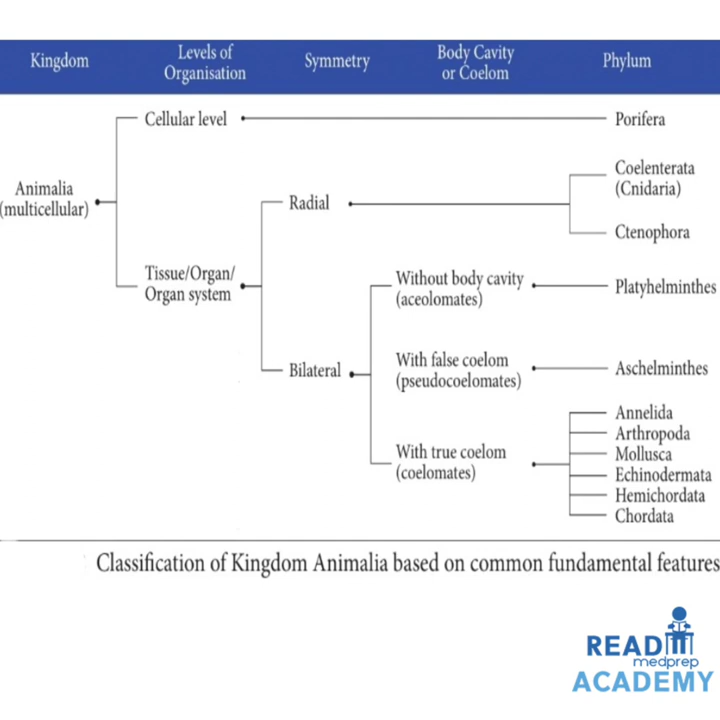 Kingdom
Levels of
Organisation
Symmetry
Body Cavity
or Coelom
Phylum
Cellular level
Porifera
Animalia
(multicellular)
Tissue/Organ/
Organ system
Radial
Coelenterata
(Cnidaria)
Ctenophora
Bilateral
Without body cavity
(aceolomates)
Platyhelminthes
With false coelom
(pseudocoelomates)
Aschelminthes
With true coelom
(coelomates)
Annelida
Arthropoda
Mollusca
Echinodermata
Hemichordata
Chordata
Classification of Kingdom Animalia based on common fundamental features
READ
medprep
ACADEMY